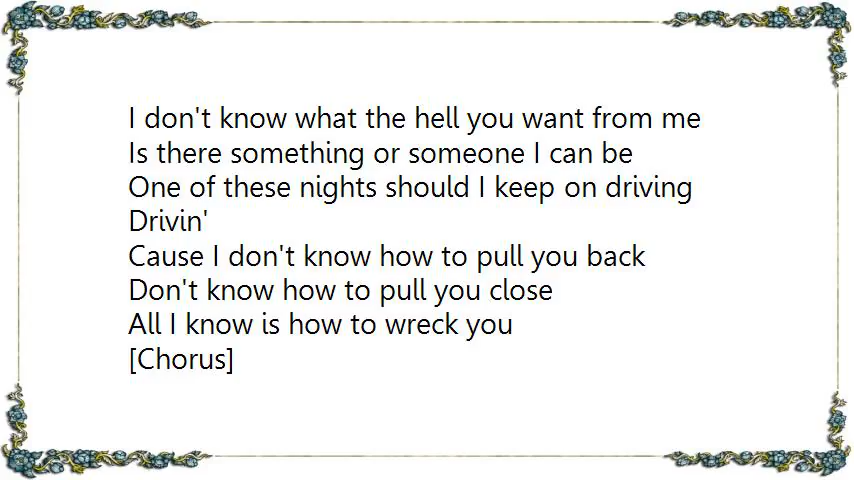 I don't know what the hell you want from me
Is there something or someone I can be
One of these nights should I keep on driving
Drivin'
Cause I don't know how to pull you back
Don't know how to pull you close
All I know is how to wreck you
[Chorus]